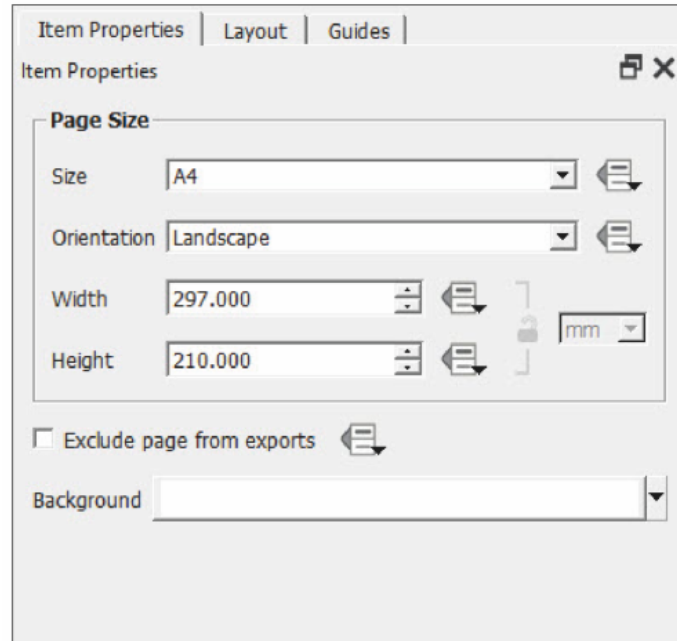 Item Properties Layout Guides
Item Properties
Page Size
Size A4
Orientation Landscape
Width 297.000
mm
Height 210.000
Exclude page from exports
Background